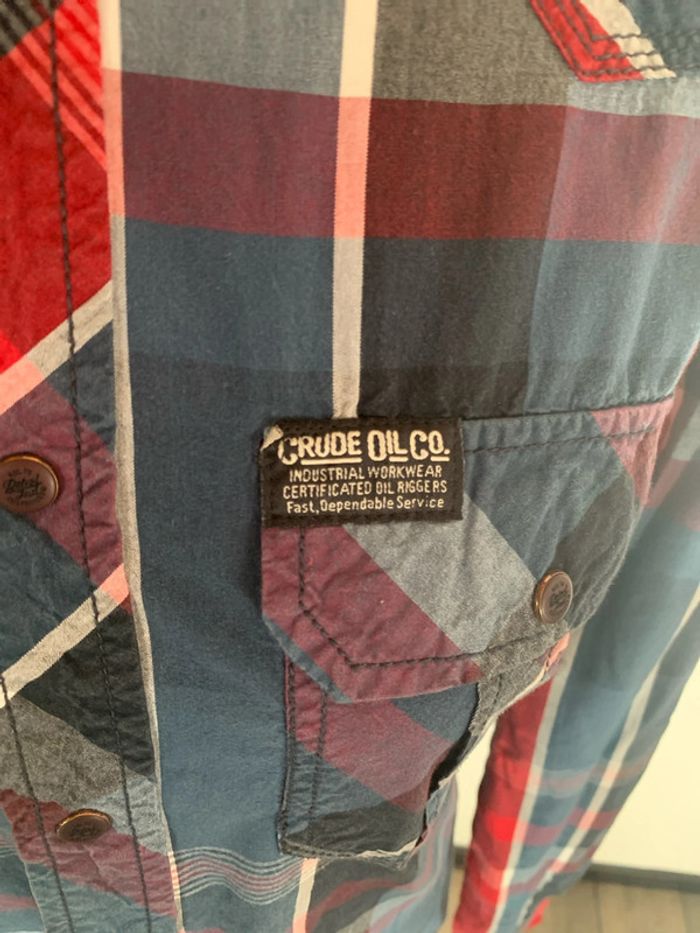 CRUDE OIL CO.
INDUSTRIAL WORKWEAR
CERTIFICATED OIL RIGGERS
Fast, Dependable Service